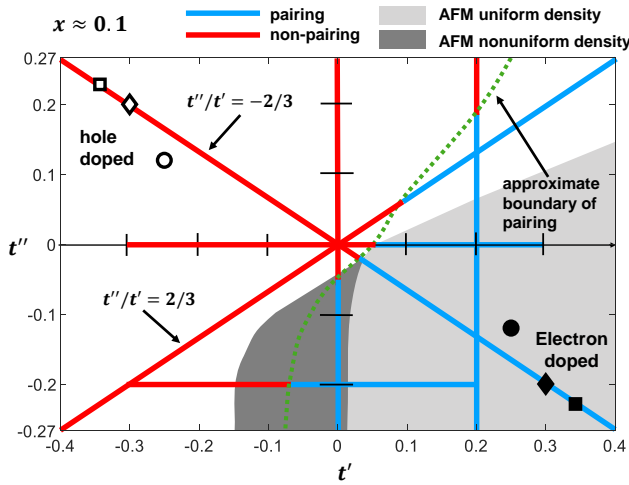 x ≈ 0.1
pairing
non-pairing
AFM uniform density
AFM nonuniform density
0.27
0.2
0.1
0
-0.1
-0.2
-0.27
t''
t''/t' = −2/3
hole
doped
approximate
boundary of
pairing
t''/t' = 2/3
Electron
doped
-0.4
-0.3
-0.2
-0.1
0
0.1
0.2
0.3
0.4
t'